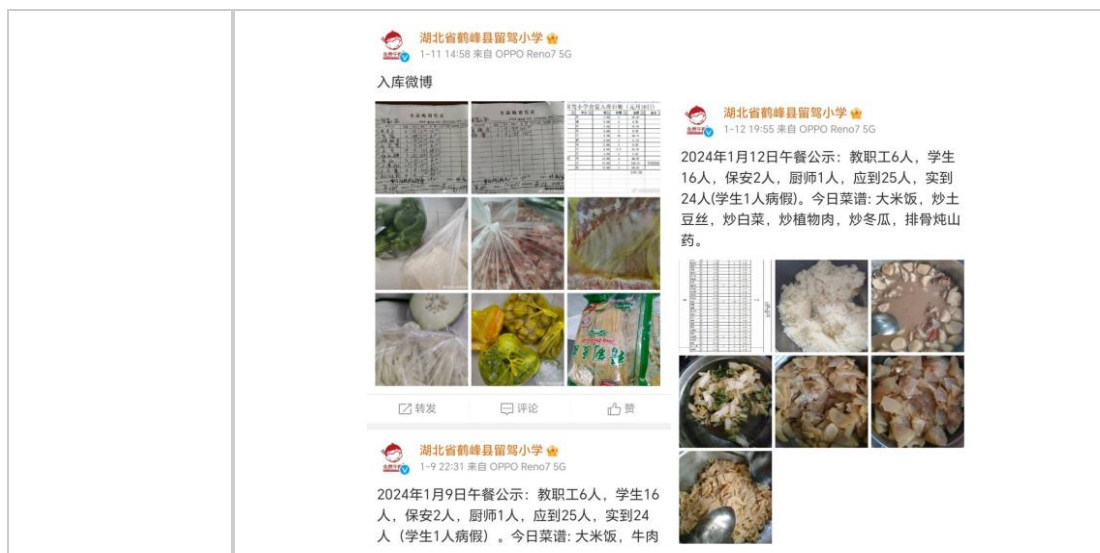 湖北省鹤峰县留驾小学
1-11 14:58 来自 OPPO Reno7 5G
入库微博
转发
评论
赞
湖北省鹤峰县留驾小学
1-9 22:31 来自 OPPO Reno7 5G
2024年1月9日午餐公示：教职工6人，学生16
人，保安2人，厨师1人，应到25人，实到24
人（学生1人病假）。今日菜谱: 大米饭，牛肉
湖北省鹤峰县留驾小学
1-12 19:55 来自 OPPO Reno7 5G
2024年1月12日午餐公示：教职工6人，学生
16人，保安2人，厨师1人，应到25人，实到
24人(学生1人病假)。今日菜谱: 大米饭，炒土
豆丝，炒白菜，炒植物肉，炒冬瓜，排骨炖山
药。